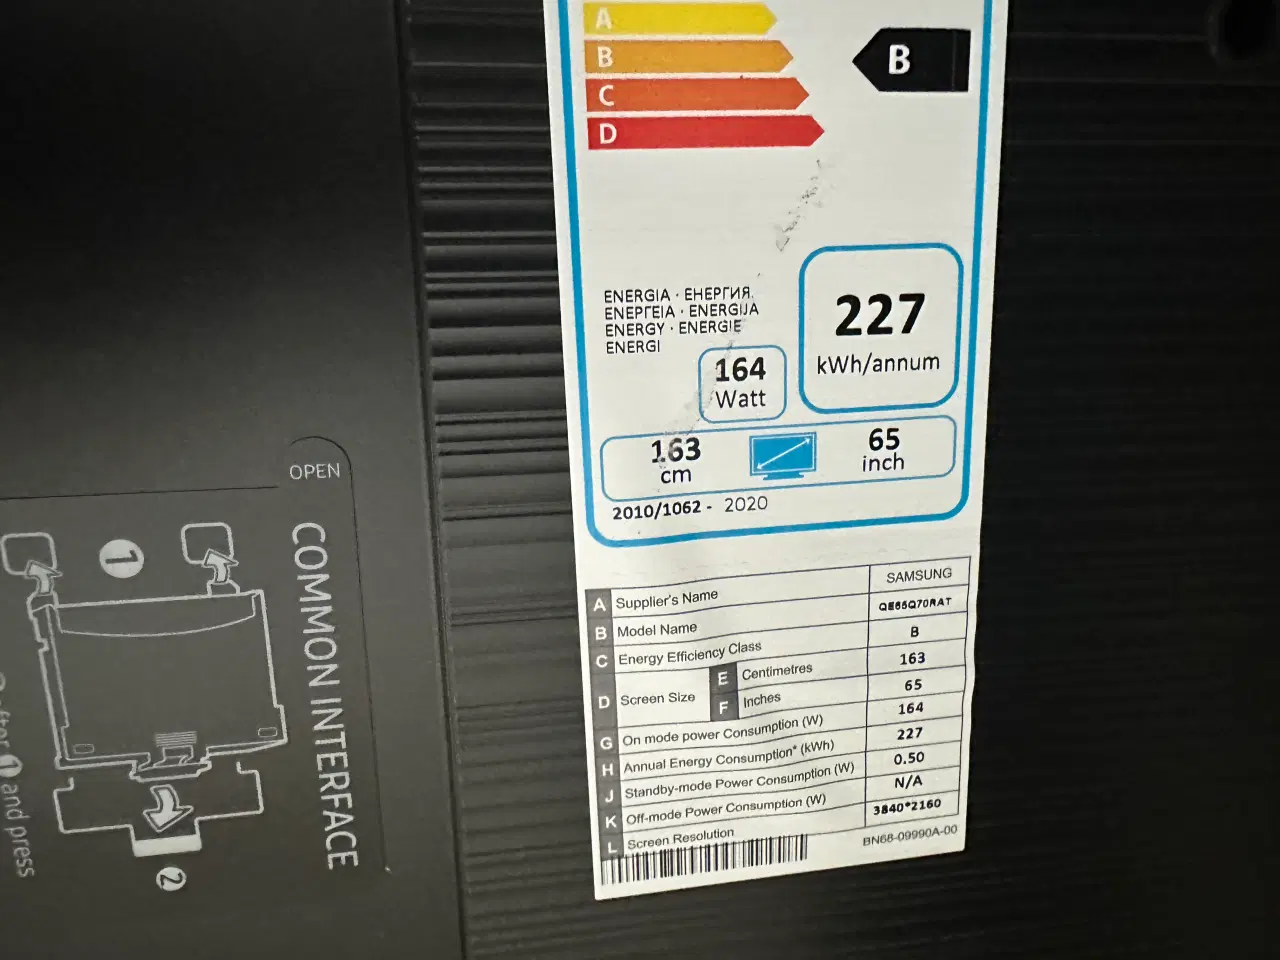 A
B
C
D
B
ENERGIA · ЕНЕРГИЯ
ΕΝΕΡΓΕΙΑ · ENERGIJA
ENERGY · ENERGIE
ENERGI
164
Watt
227
kWh/annum
163
cm
65
inch
2010/1062 - 2020
A Supplier's Name SAMSUNG
B Model Name QE65Q70RAT
C Energy Efficiency Class B
D Screen Size E Centimetres 163
F Inches 65
G On mode power Consumption (W) 164
H Annual Energy Consumption* (kWh) 227
J Standby-mode Power Consumption (W) 0.50
K Off-mode Power Consumption (W) N/A
L Screen Resolution 3840*2160
BN68-09990A-00
OPEN
COMMON INTERFACE
1
2
1 and press